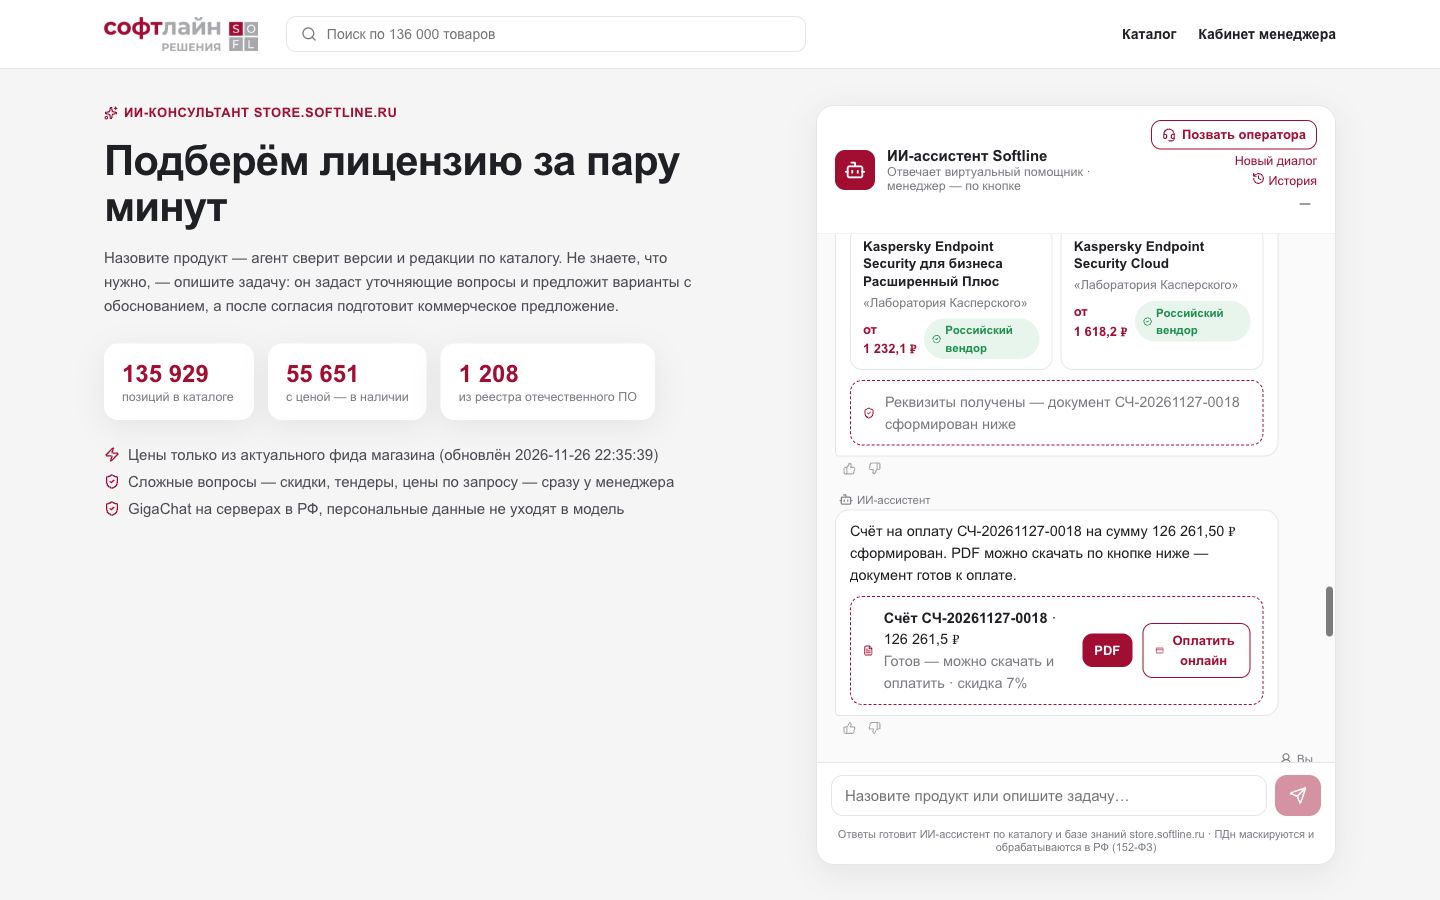 софтлайн
РЕШЕНИЯ
S O
F L
Поиск по 136 000 товаров
Каталог
Кабинет менеджера
ИИ-КОНСУЛЬТАНТ STORE.SOFTLINE.RU
Подберём лицензию за пару
минут
Назовите продукт — агент сверит версии и редакции по каталогу. Не знаете, что
нужно, — опишите задачу: он задаст уточняющие вопросы и предложит варианты с
обоснованием, а после согласия подготовит коммерческое предложение.
135 929
позиций в каталоге
55 651
с ценой — в наличии
1 208
из реестра отечественного ПО
Цены только из актуального фида магазина (обновлён 2026-11-26 22:35:39)
Сложные вопросы — скидки, тендеры, цены по запросу — сразу у менеджера
GigaChat на серверах в РФ, персональные данные не уходят в модель
ИИ-ассистент Softline
Отвечает виртуальный помощник ·
менеджер — по кнопке
Позвать оператора
Новый диалог
История
—
Kaspersky Endpoint
Security для бизнеса
Расширенный Плюс
«Лаборатория Касперского»
от
1 232,1 ₽
Российский
вендор
Kaspersky Endpoint
Security Cloud
«Лаборатория Касперского»
от
1 618,2 ₽
Российский
вендор
Реквизиты получены — документ СЧ-20261127-0018
сформирован ниже
ИИ-ассистент
Счёт на оплату СЧ-20261127-0018 на сумму 126 261,50 ₽
сформирован. PDF можно скачать по кнопке ниже —
документ готов к оплате.
Счёт СЧ-20261127-0018 ·
126 261,5 ₽
Готов — можно скачать и
оплатить · скидка 7%
PDF
Оплатить
онлайн
Вы
Назовите продукт или опишите задачу…
Ответы готовит ИИ-ассистент по каталогу и базе знаний store.softline.ru · ПДн маскируются и
обрабатываются в РФ (152-ФЗ)